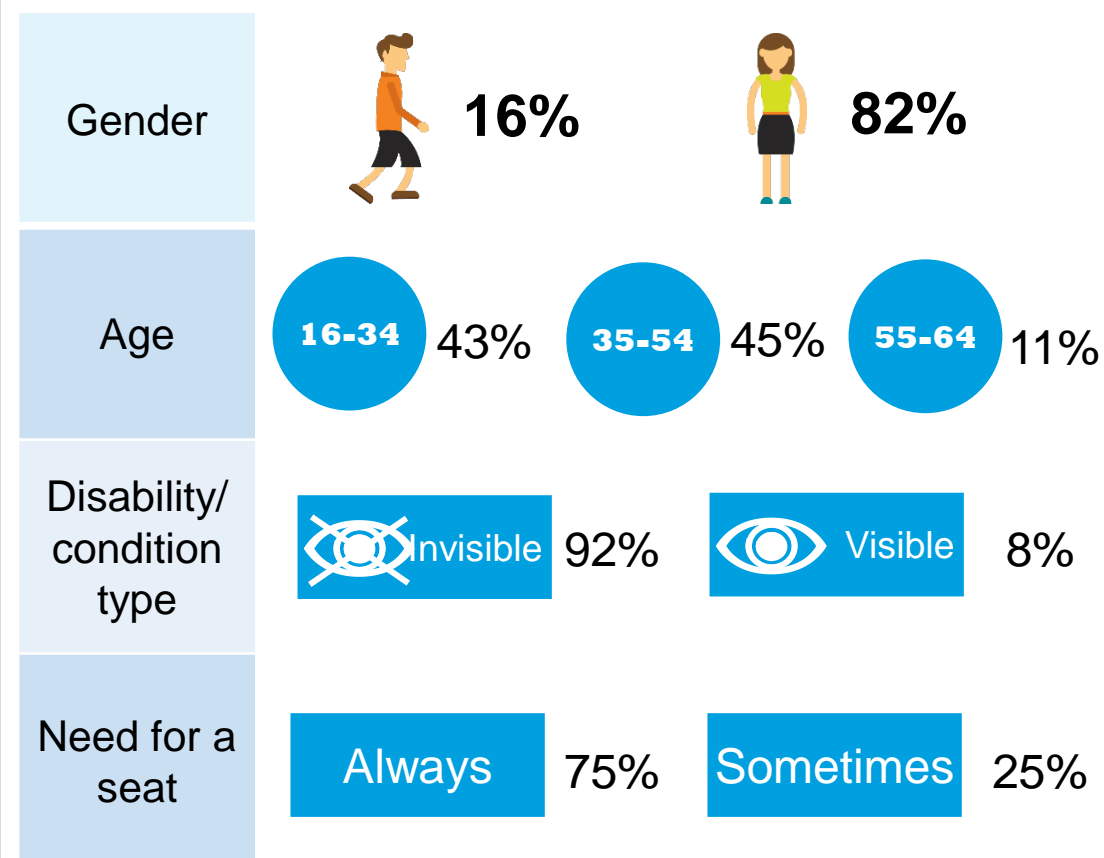 Gender
16%
82%
Age
16-34
43%
35-54
45%
55-64
11%
Disability/
condition
type
Invisible
92%
Visible
8%
Need for a
seat
Always
75%
Sometimes
25%